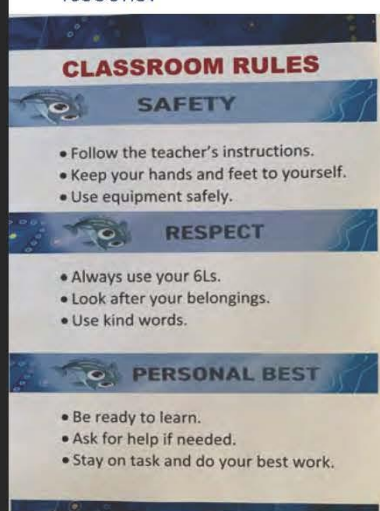 CLASSROOM RULES
SAFETY
• Follow the teacher's instructions.
• Keep your hands and feet to yourself.
• Use equipment safely.
RESPECT
• Always use your 6Ls.
• Look after your belongings.
• Use kind words.
PERSONAL BEST
• Be ready to learn.
• Ask for help if needed.
• Stay on task and do your best work.